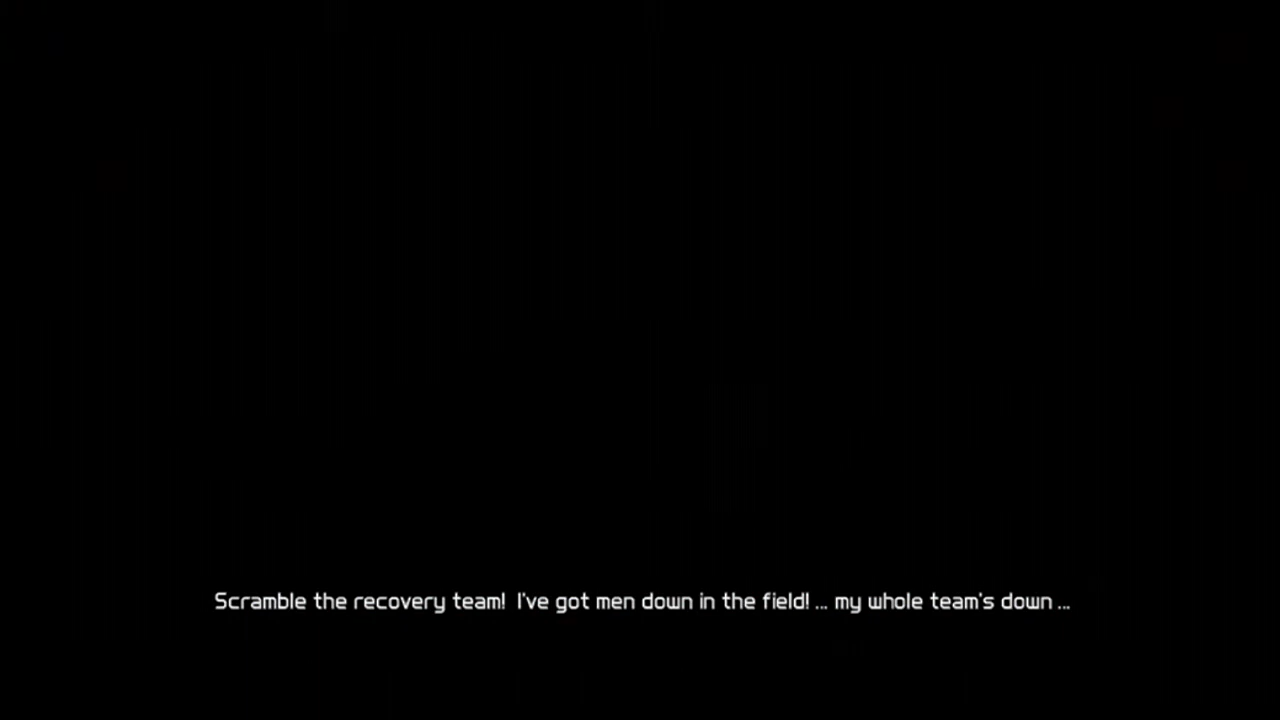 Scramble the recovery team!  I've got men down in the field! ... my whole team's down ...